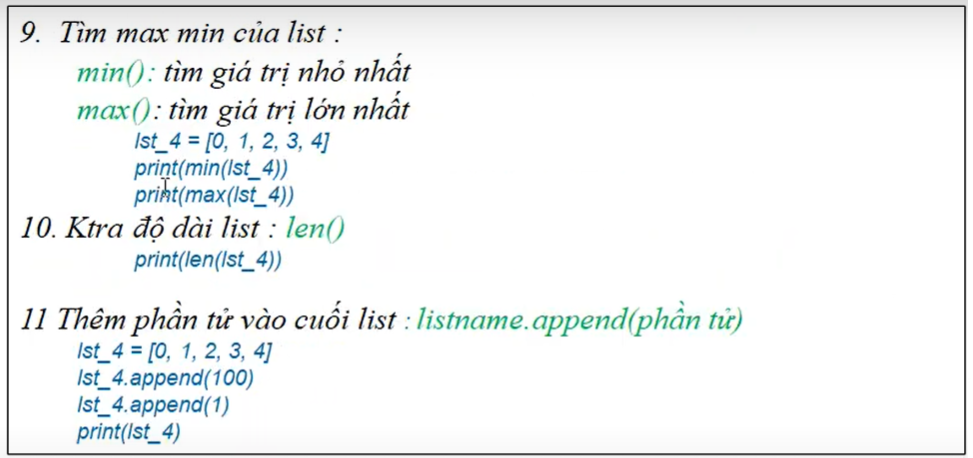 9. Tìm max min của list :
min(): tìm giá trị nhỏ nhất
max(): tìm giá trị lớn nhất
lst_4 = [0, 1, 2, 3, 4]
print(min(lst_4))
print(max(lst_4))
10. Ktra độ dài list : len()
print(len(lst_4))
11 Thêm phần tử vào cuối list : listname.append(phần tử)
lst_4 = [0, 1, 2, 3, 4]
lst_4.append(100)
lst_4.append(1)
print(lst_4)